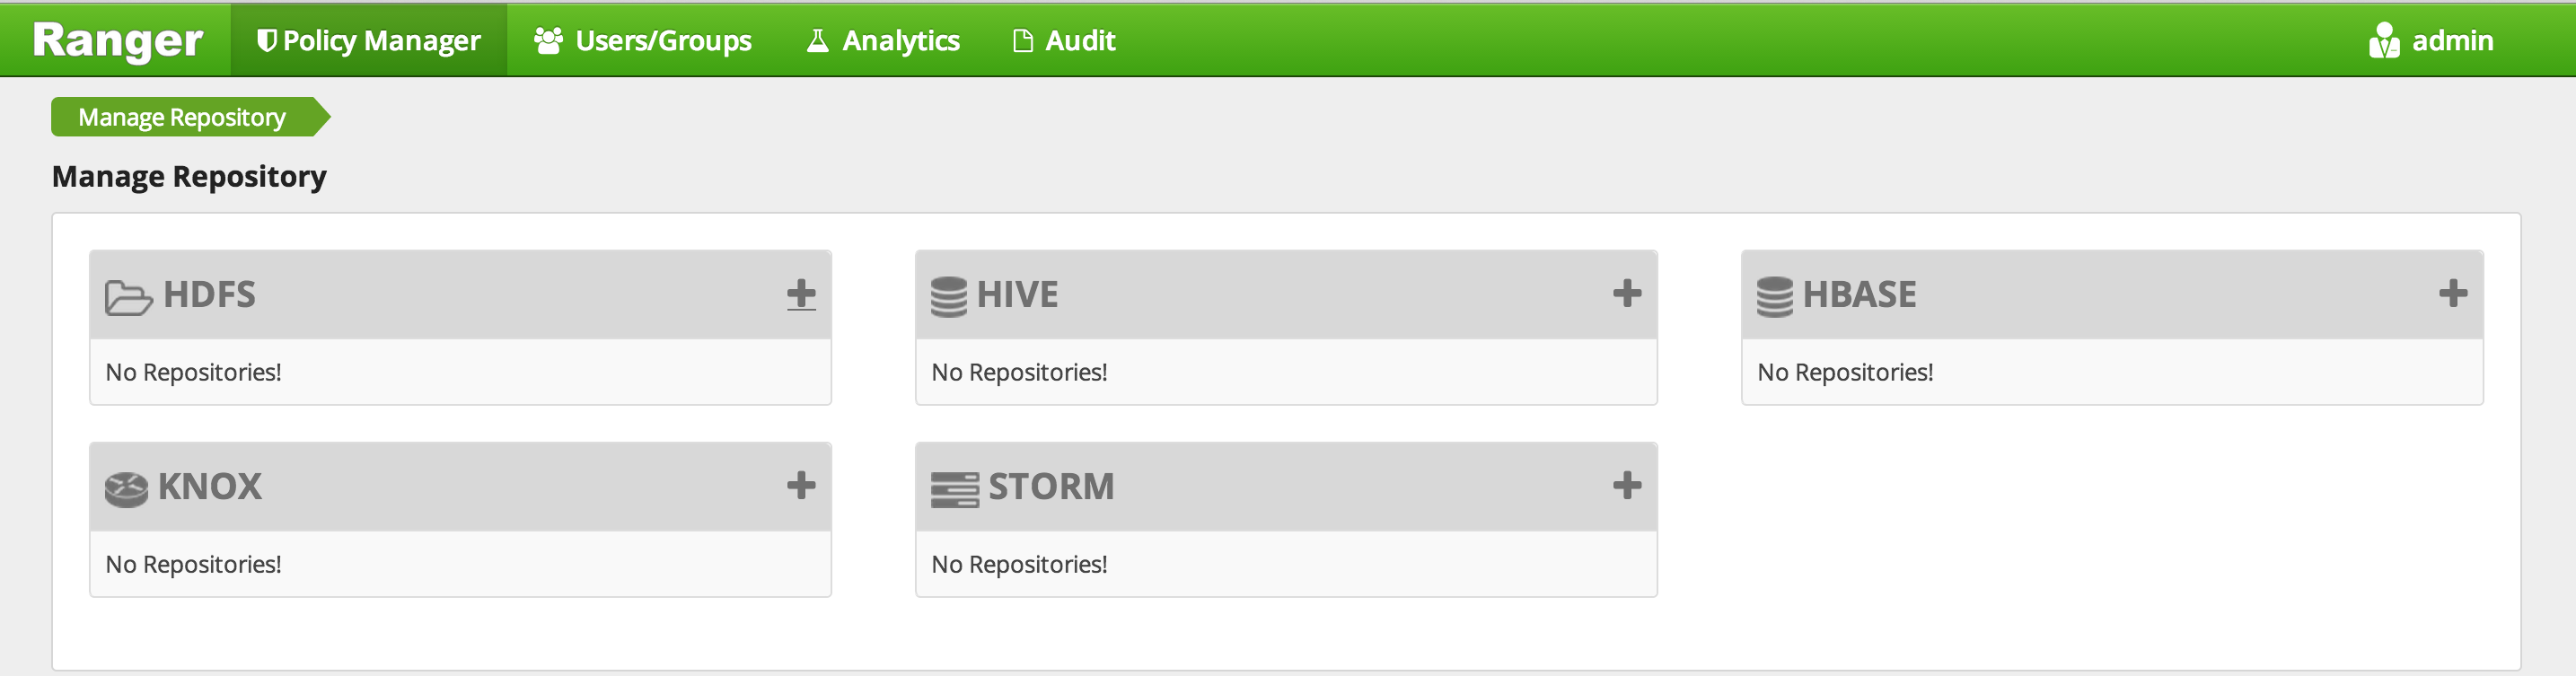 Ranger Policy Manager Users/Groups Analytics Audit admin
Manage Repository
Manage Repository
HDFS HIVE HBASE
No Repositories! No Repositories! No Repositories!
KNOX STORM
No Repositories! No Repositories!